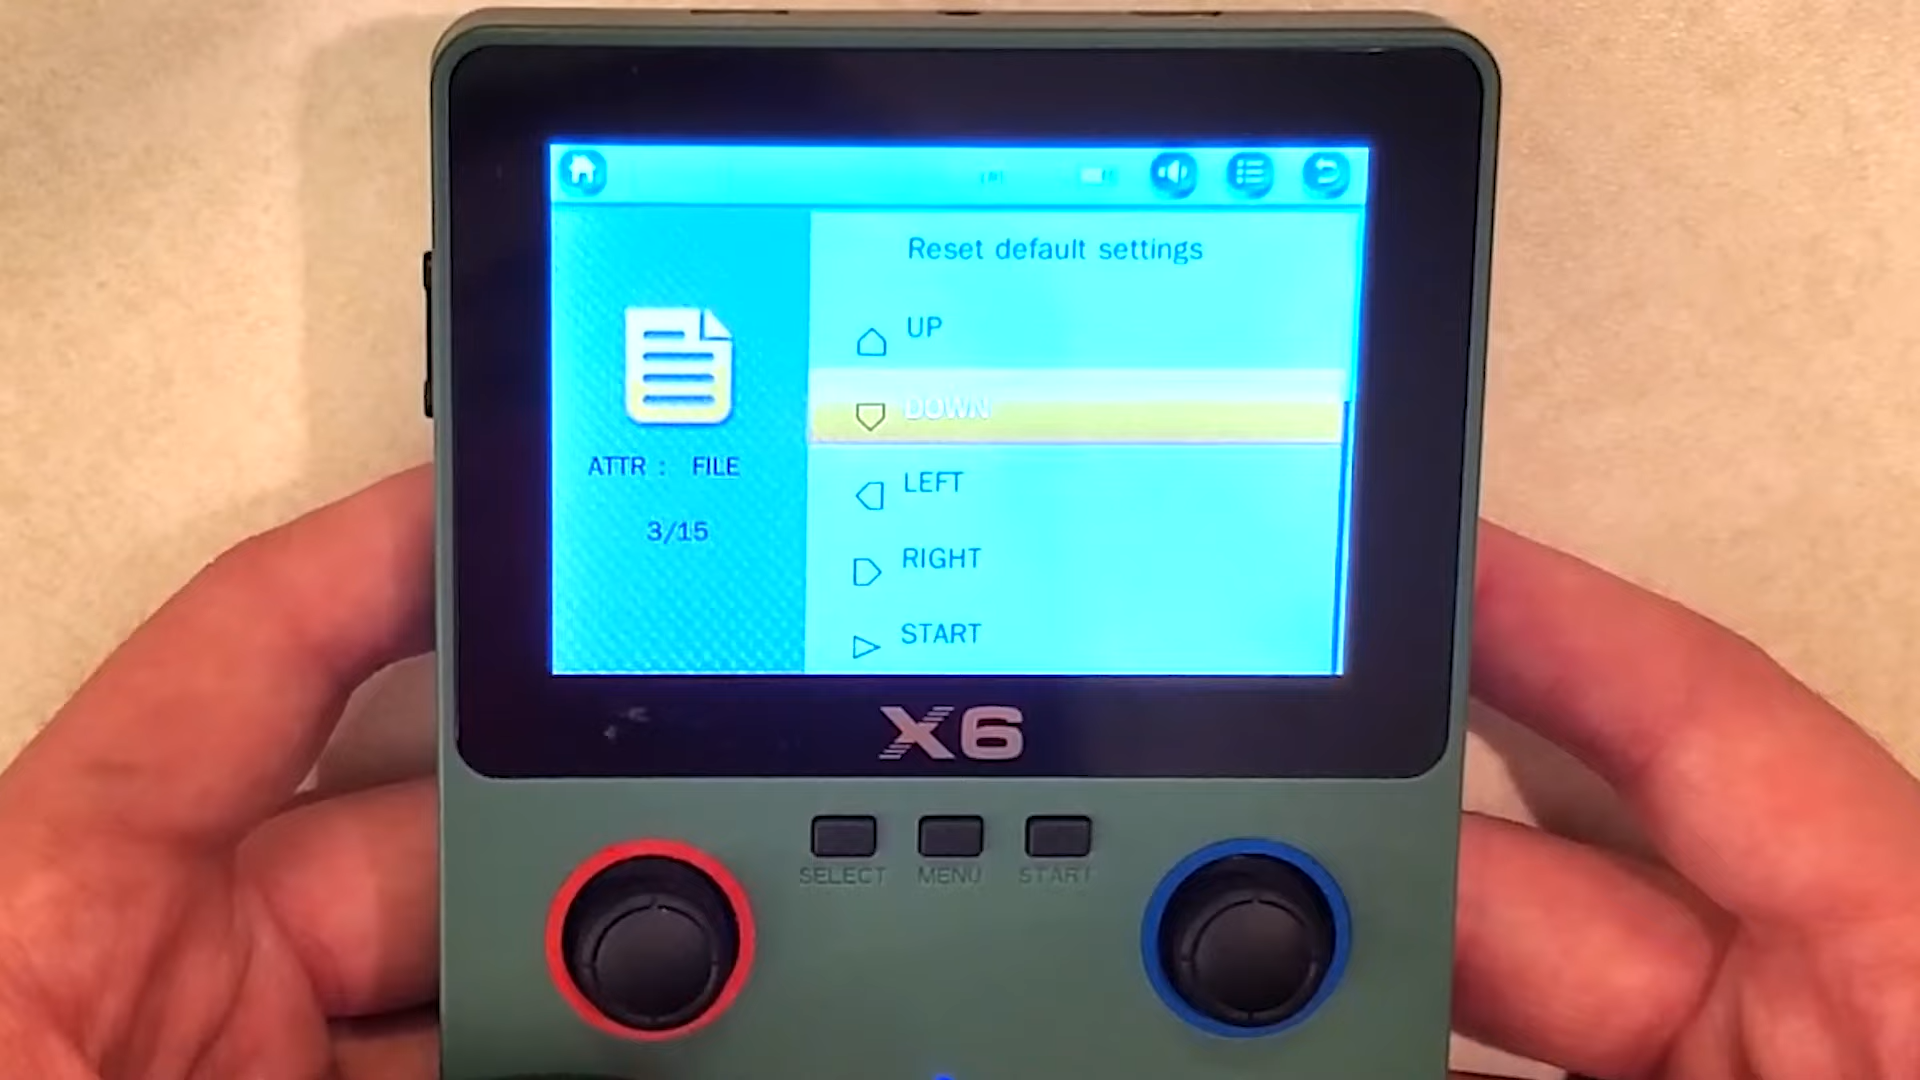 Reset default settings
UP
DOWN
LEFT
RIGHT
START
ATTR : FILE
3/15
X6
SELECT MENU START